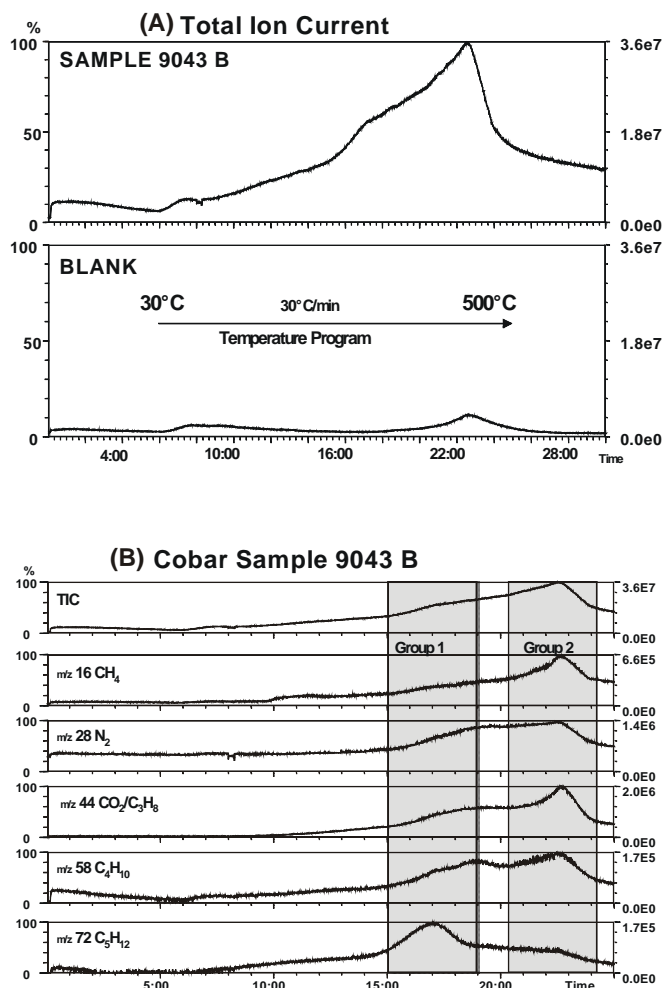 (A) Total Ion Current
%
100
SAMPLE 9043 B
3.6e7
50
1.8e7
0
0.0e0
100
BLANK
3.6e7
30°C 30°C/min 500°C
Temperature Program
50
1.8e7
0
0.0e0
4:00 10:00 16:00 22:00 28:00 Time
(B) Cobar Sample 9043 B
%
100
TIC
3.6E7
0
0.0E0
Group 1 Group 2
100
m/z 16 CH₄
6.6E5
0
0.0E0
100
m/z 28 N₂
1.4E6
0
0.0E0
100
m/z 44 CO₂/C₃H₈
2.0E6
0
0.0E0
100
m/z 58 C₄H₁₀
1.7E5
0
0.0E0
100
m/z 72 C₅H₁₂
1.7E5
0
0.0E0
5:00 10:00 15:00 20:00 Time